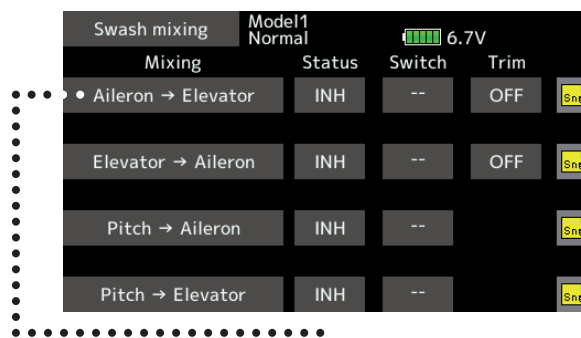 Swash mixing Model1
Normal 6.7V
Mixing Status Switch Trim
Aileron → Elevator INH -- OFF
Elevator → Aileron INH -- OFF
Pitch → Aileron INH --
Pitch → Elevator INH --